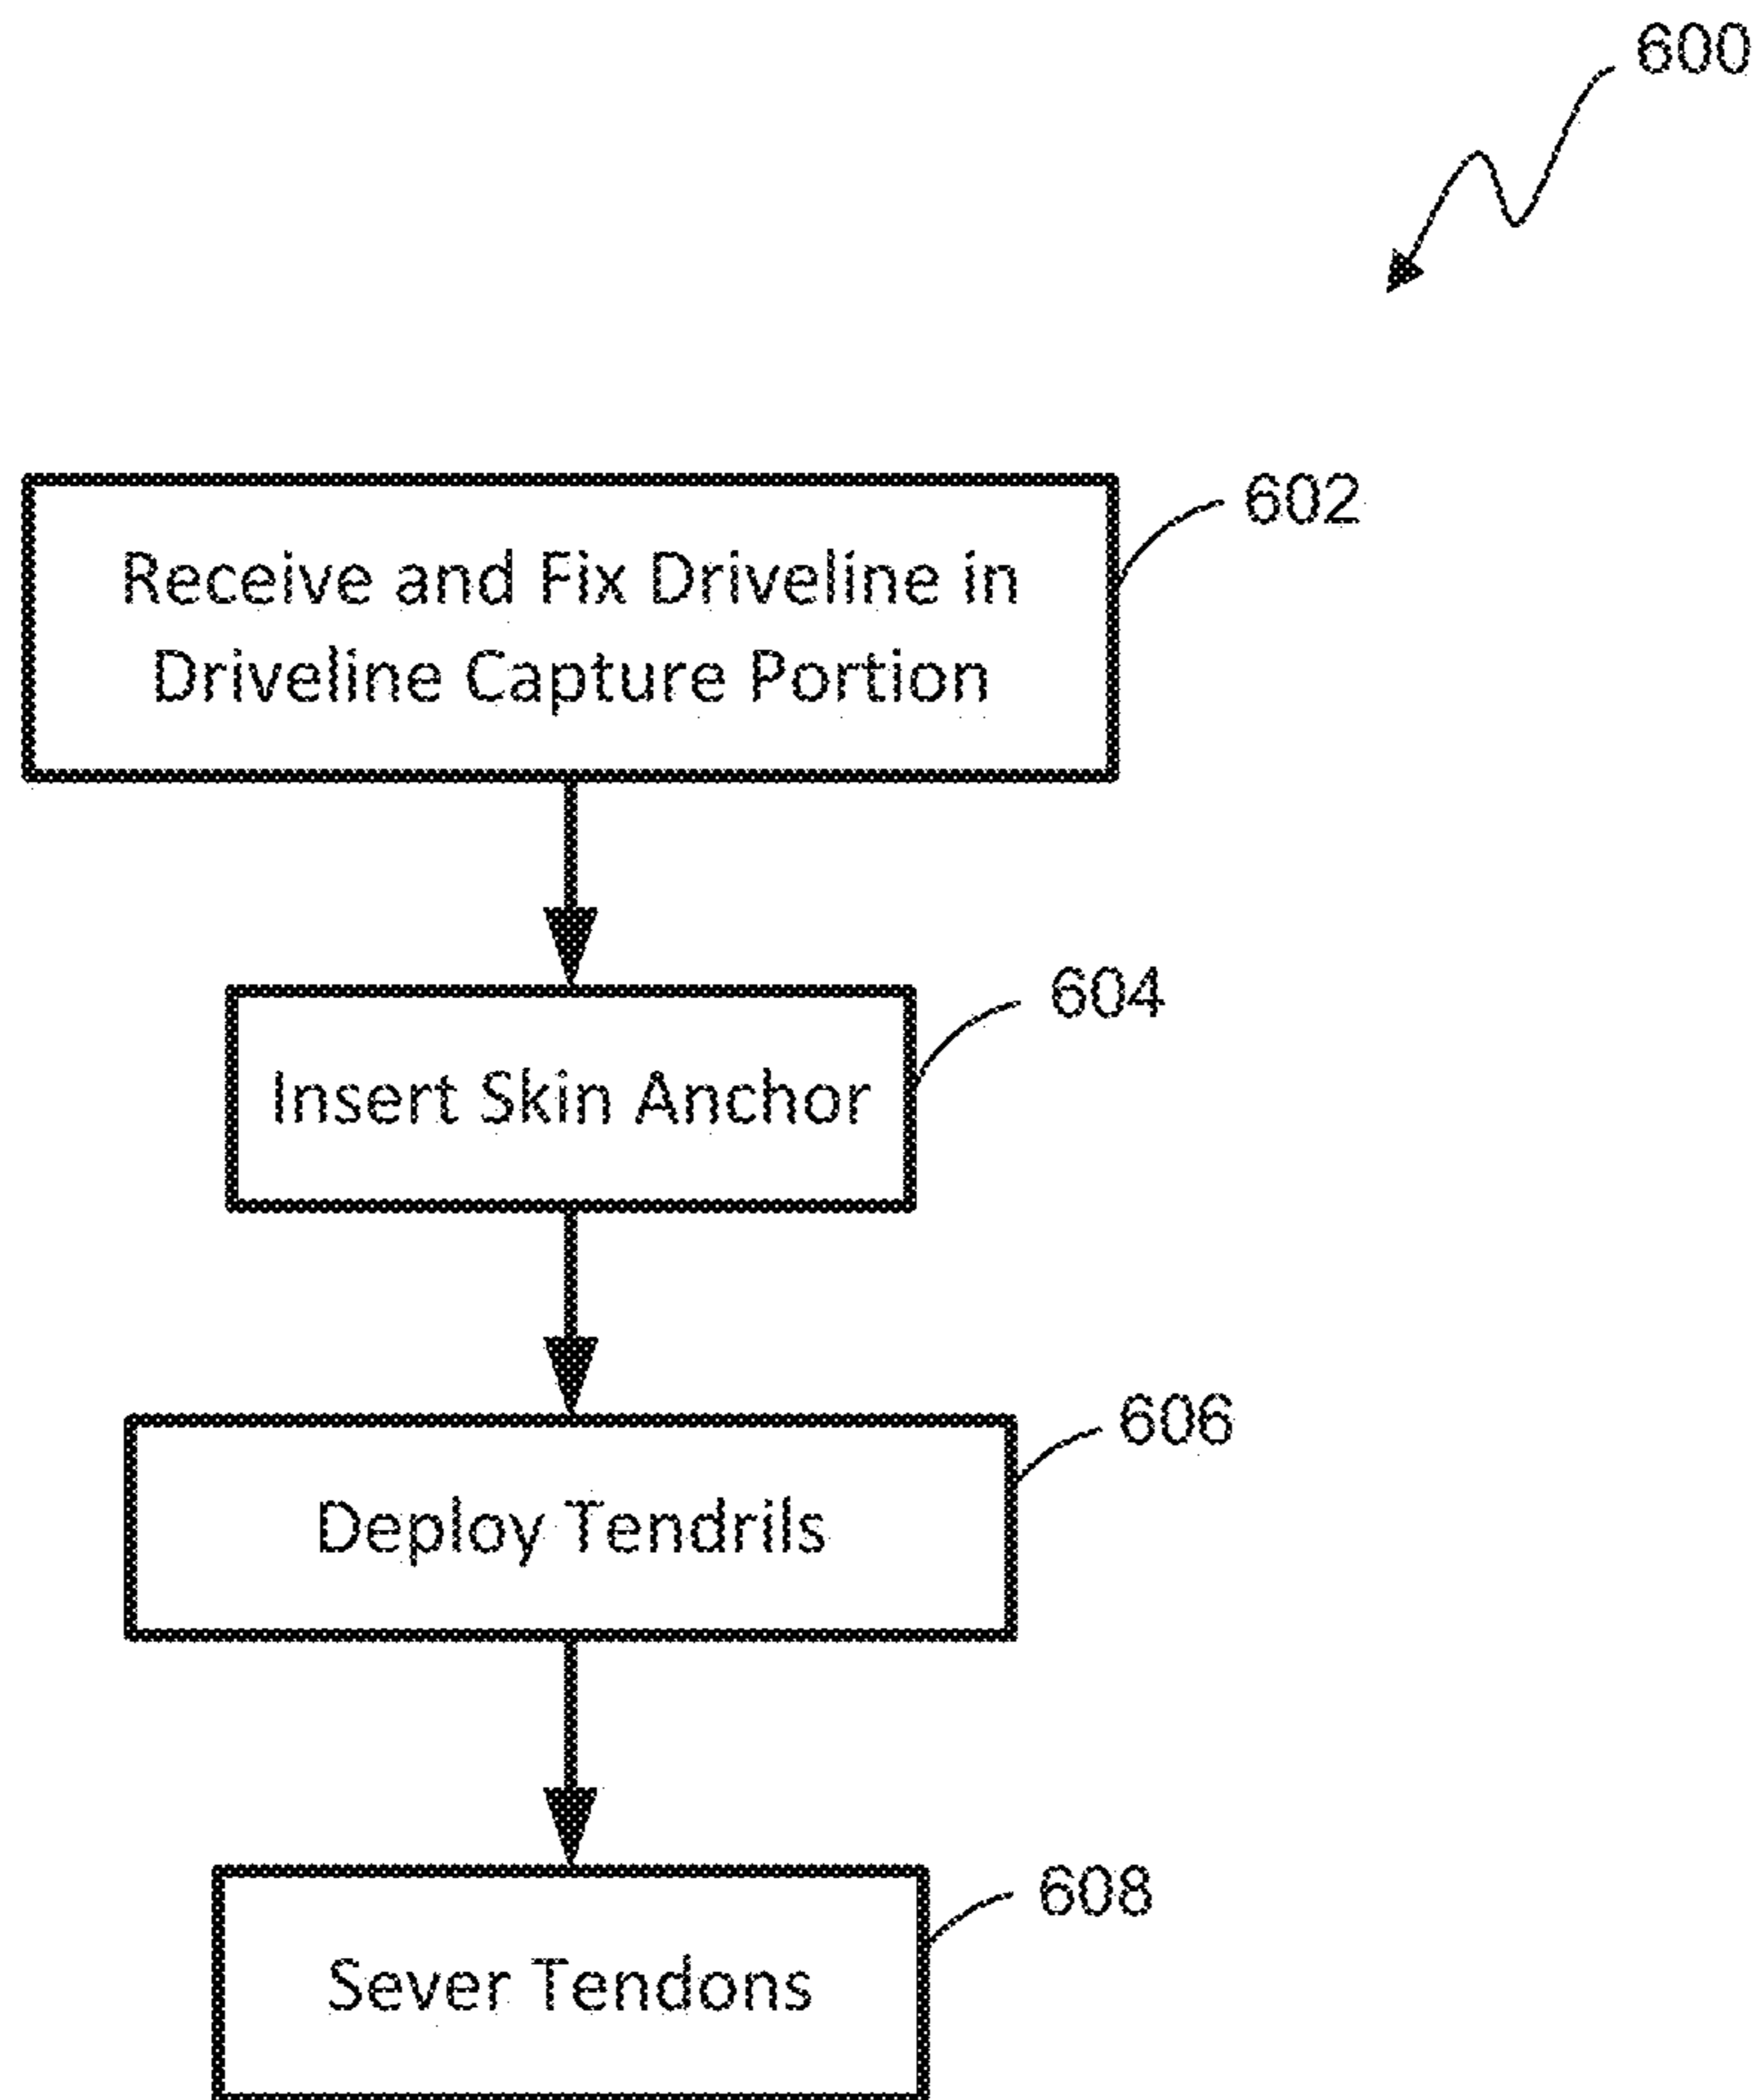 600
602
Receive and Fix Driveline in
Driveline Capture Portion
604
Insert Skin Anchor
606
Deploy Tendrils
608
Sever Tendons